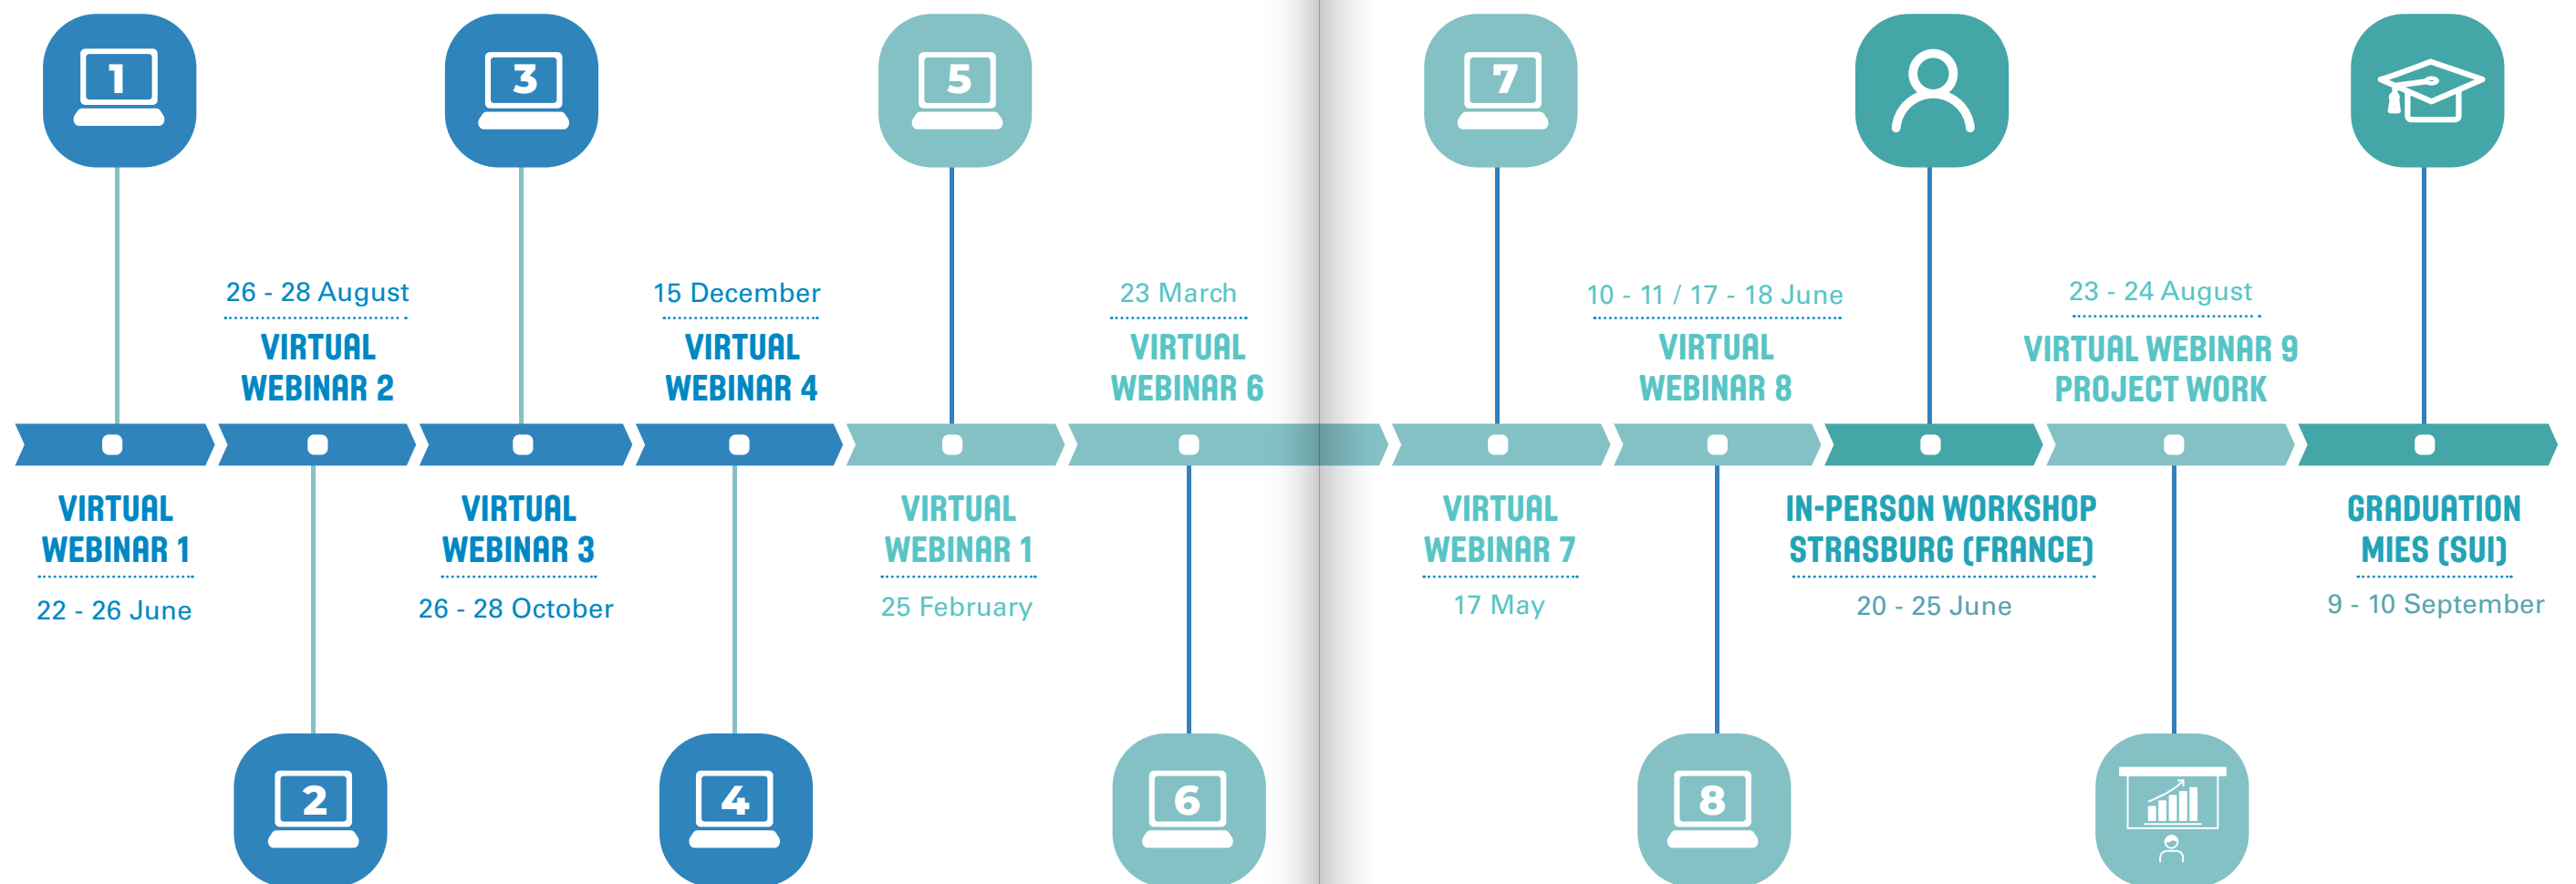 1
3
5
7
26 - 28 August
VIRTUAL
WEBINAR 2
15 December
VIRTUAL
WEBINAR 4
23 March
VIRTUAL
WEBINAR 6
10 - 11 / 17 - 18 June
VIRTUAL
WEBINAR 8
23 - 24 August
VIRTUAL WEBINAR 9
PROJECT WORK
VIRTUAL
WEBINAR 1
22 - 26 June
VIRTUAL
WEBINAR 3
26 - 28 October
VIRTUAL
WEBINAR 1
25 February
VIRTUAL
WEBINAR 7
17 May
IN-PERSON WORKSHOP
STRASBURG (FRANCE)
20 - 25 June
GRADUATION
MIES (SUI)
9 - 10 September
2
4
6
8